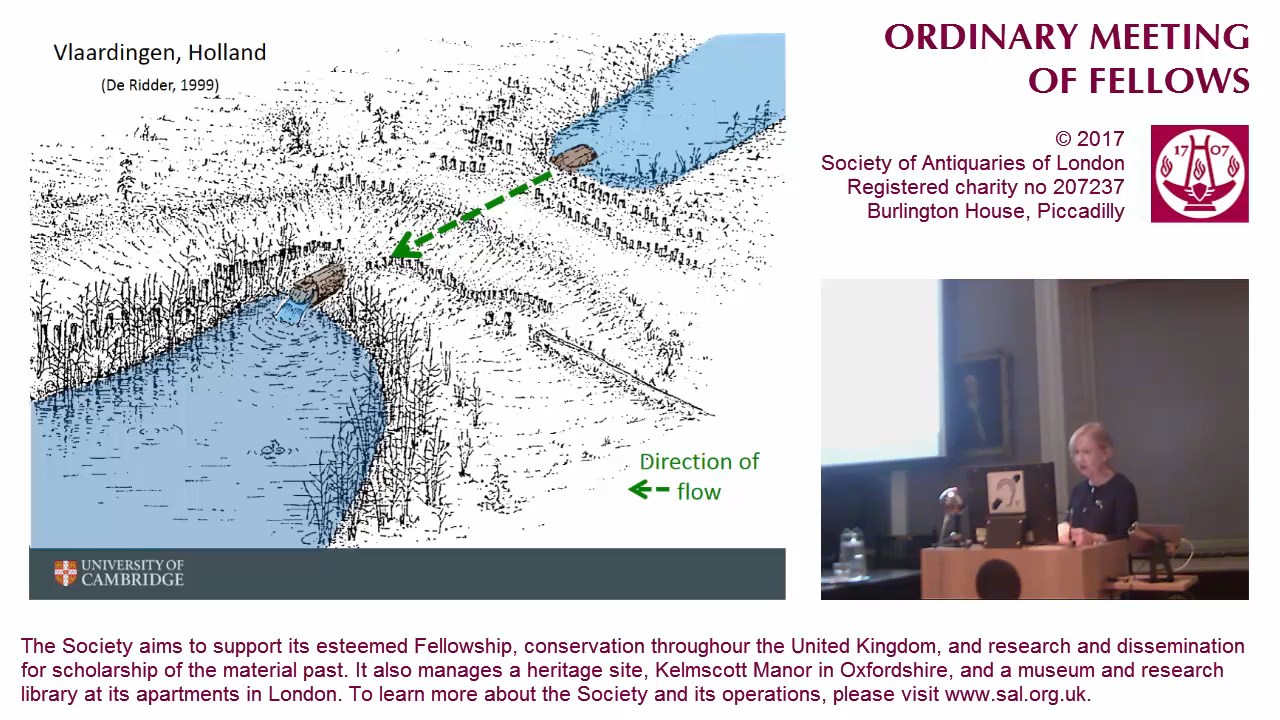 Vlaardingen, Holland
(De Ridder, 1999)
Direction of
flow
UNIVERSITY OF
CAMBRIDGE
ORDINARY MEETING
OF FELLOWS
© 2017
Society of Antiquaries of London
Registered charity no 207237
Burlington House, Piccadilly
17 07
The Society aims to support its esteemed Fellowship, conservation throughour the United Kingdom, and research and dissemination
for scholarship of the material past. It also manages a heritage site, Kelmscott Manor in Oxfordshire, and a museum and research
library at its apartments in London. To learn more about the Society and its operations, please visit www.sal.org.uk.